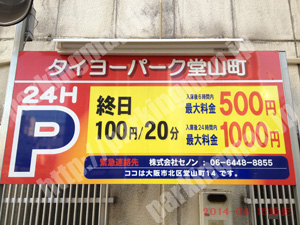 タイヨーパーク堂山町
24H
P
終日
100円/20分
入庫後6時間内
最大料金 500円
入庫後24時間内
最大料金 1000円
緊急連絡先 株式会社セノン : 06-6448-8855
ココは大阪市北区堂山町14です。